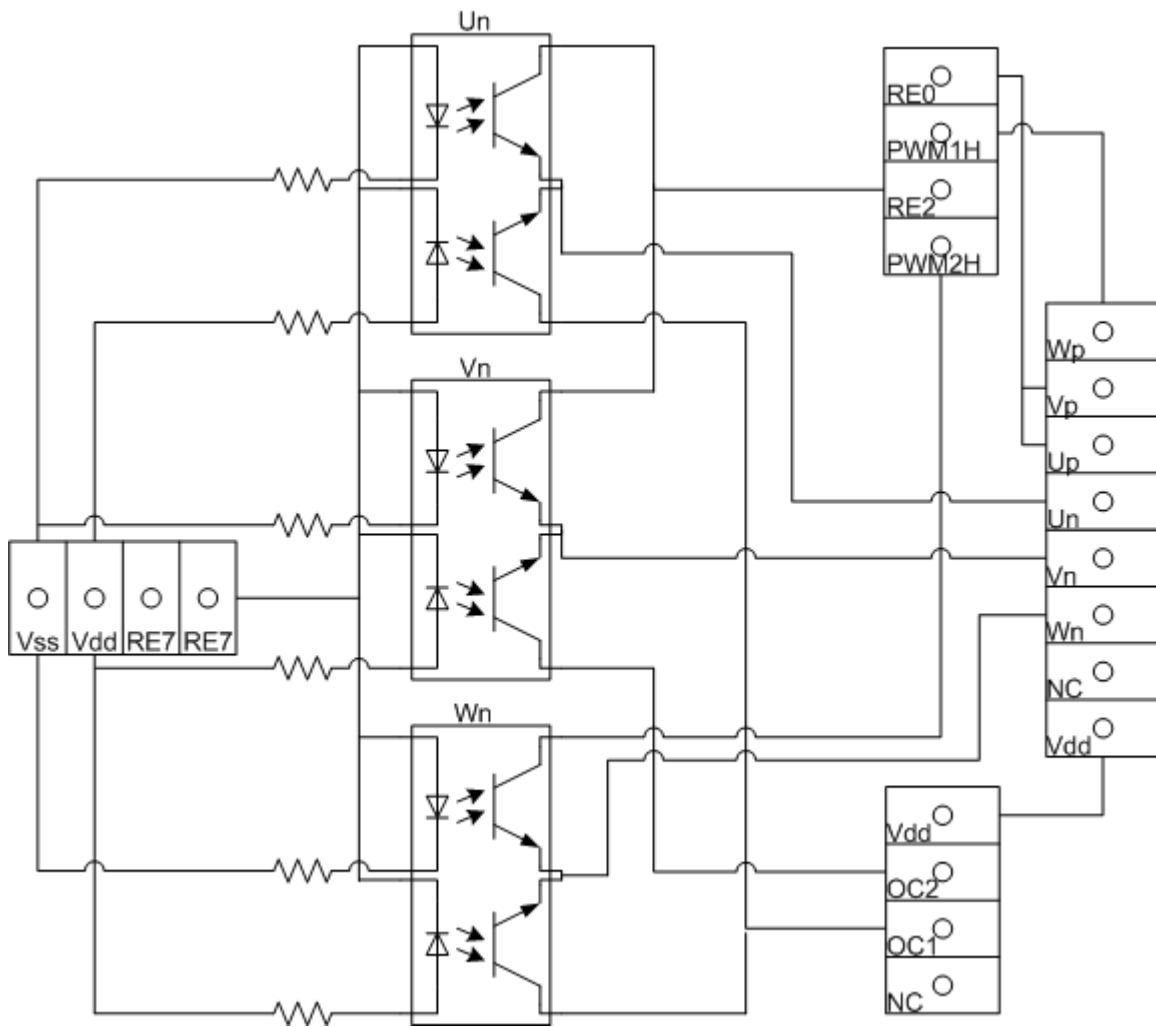 Un
RE0
PWM1H
RE2
PWM2H
Wp
Vn
Vp
Up
Un
Vn
Vss Vdd RE7 RE7
Wn
NC
Wn
Vdd
Vdd
OC2
OC1
NC